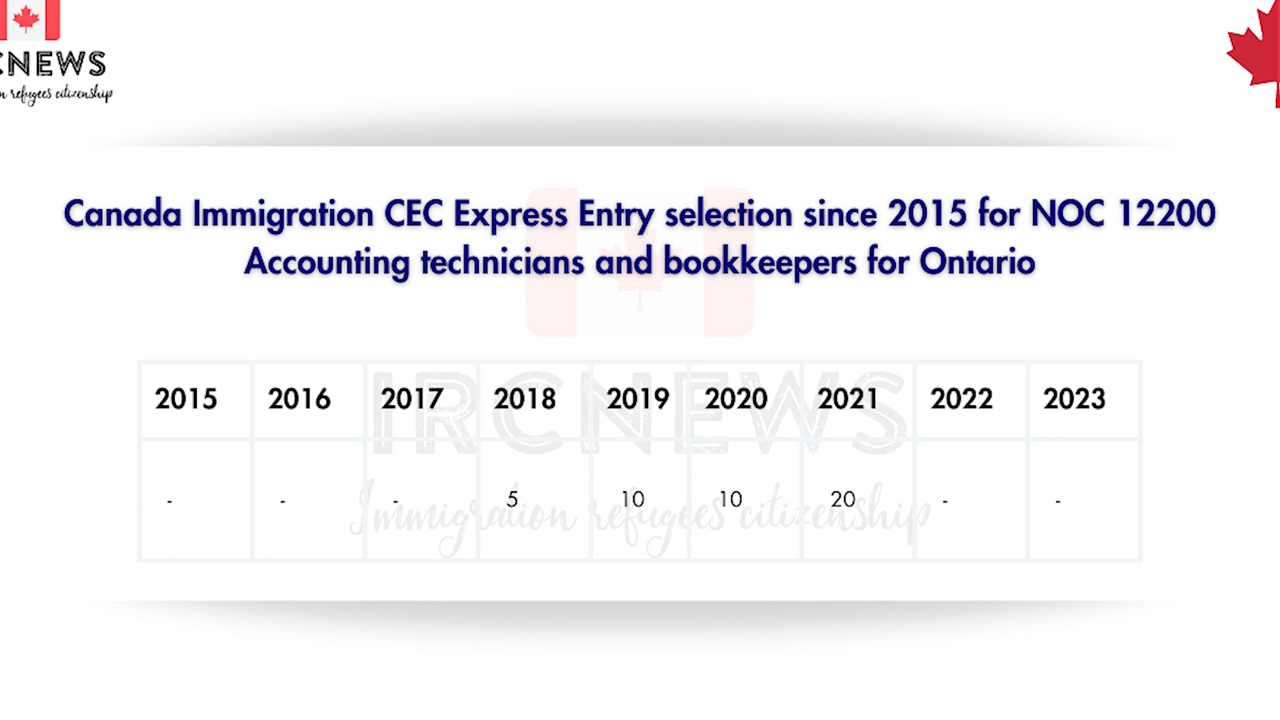 CNEWS
n refugees citizenship
Canada Immigration CEC Express Entry selection since 2015 for NOC 12200
Accounting technicians and bookkeepers for Ontario
2015 2016 2017 2018 2019 2020 2021 2022 2023
- - - 5 10 10 20 - -
IRCNEWS
Immigration refugees citizenship